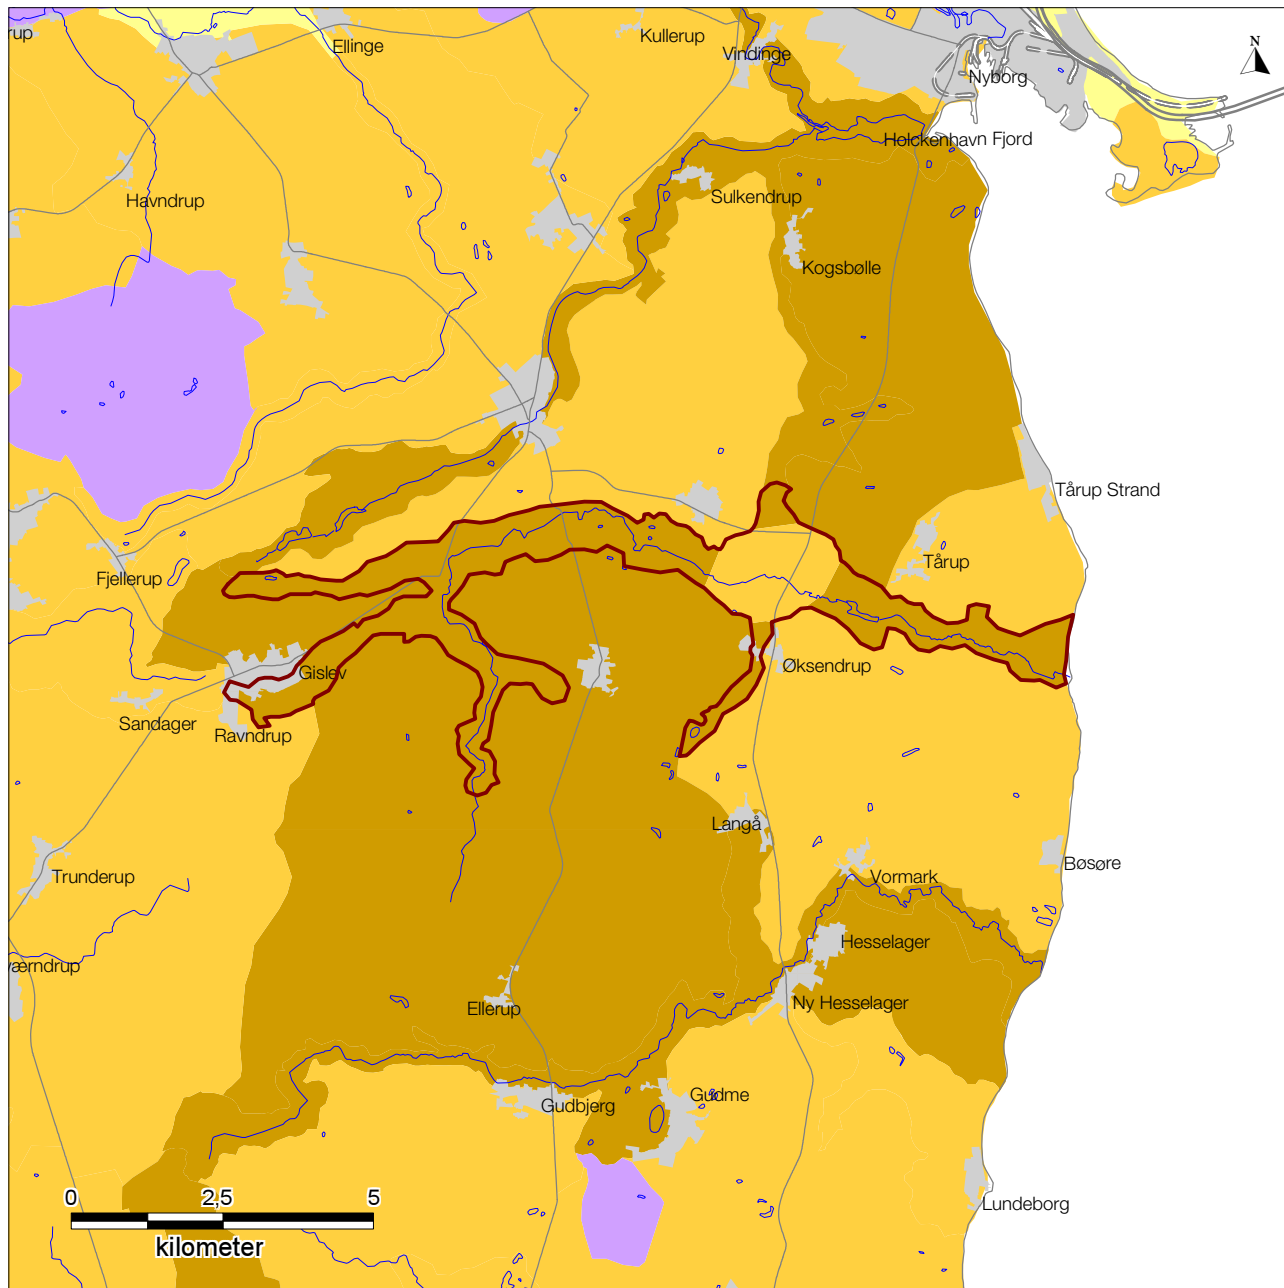 rup
Ellinge
Kullerup
Vindinge
N
Nyborg
Holckenhavn Fjord
Havndrup
Sulkendrup
Kogsbølle
Tårup Strand
Fjellerup
Tårup
Gislev
Øksendrup
Sandager
Ravndrup
Langå
Trunderup
Vormark
Bøsøre
Hesselager
værndrup
Ellerup
Ny Hesselager
Gudbjerg
Gudme
Lundeborg
0 2,5 5
kilometer